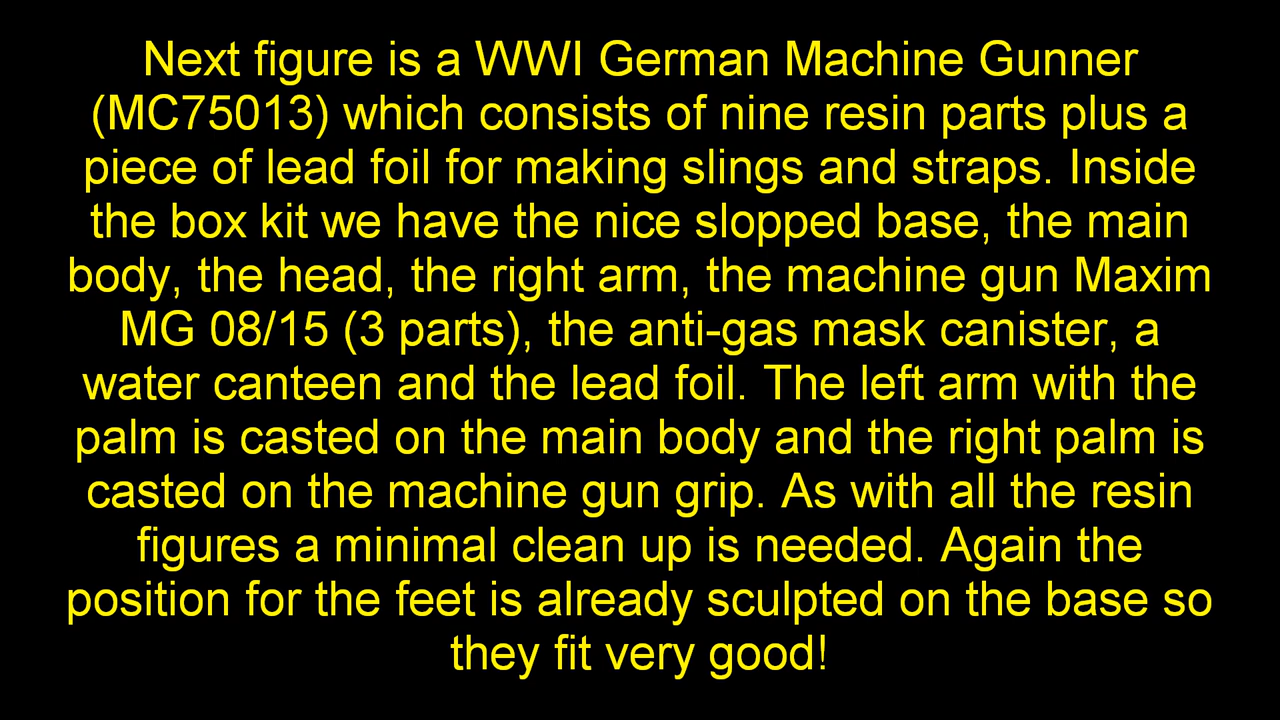 Next figure is a WWI German Machine Gunner
(MC75013) which consists of nine resin parts plus a
piece of lead foil for making slings and straps. Inside
the box kit we have the nice slopped base, the main
body, the head, the right arm, the machine gun Maxim
MG 08/15 (3 parts), the anti-gas mask canister, a
water canteen and the lead foil. The left arm with the
palm is casted on the main body and the right palm is
casted on the machine gun grip. As with all the resin
figures a minimal clean up is needed. Again the
position for the feet is already sculpted on the base so
they fit very good!